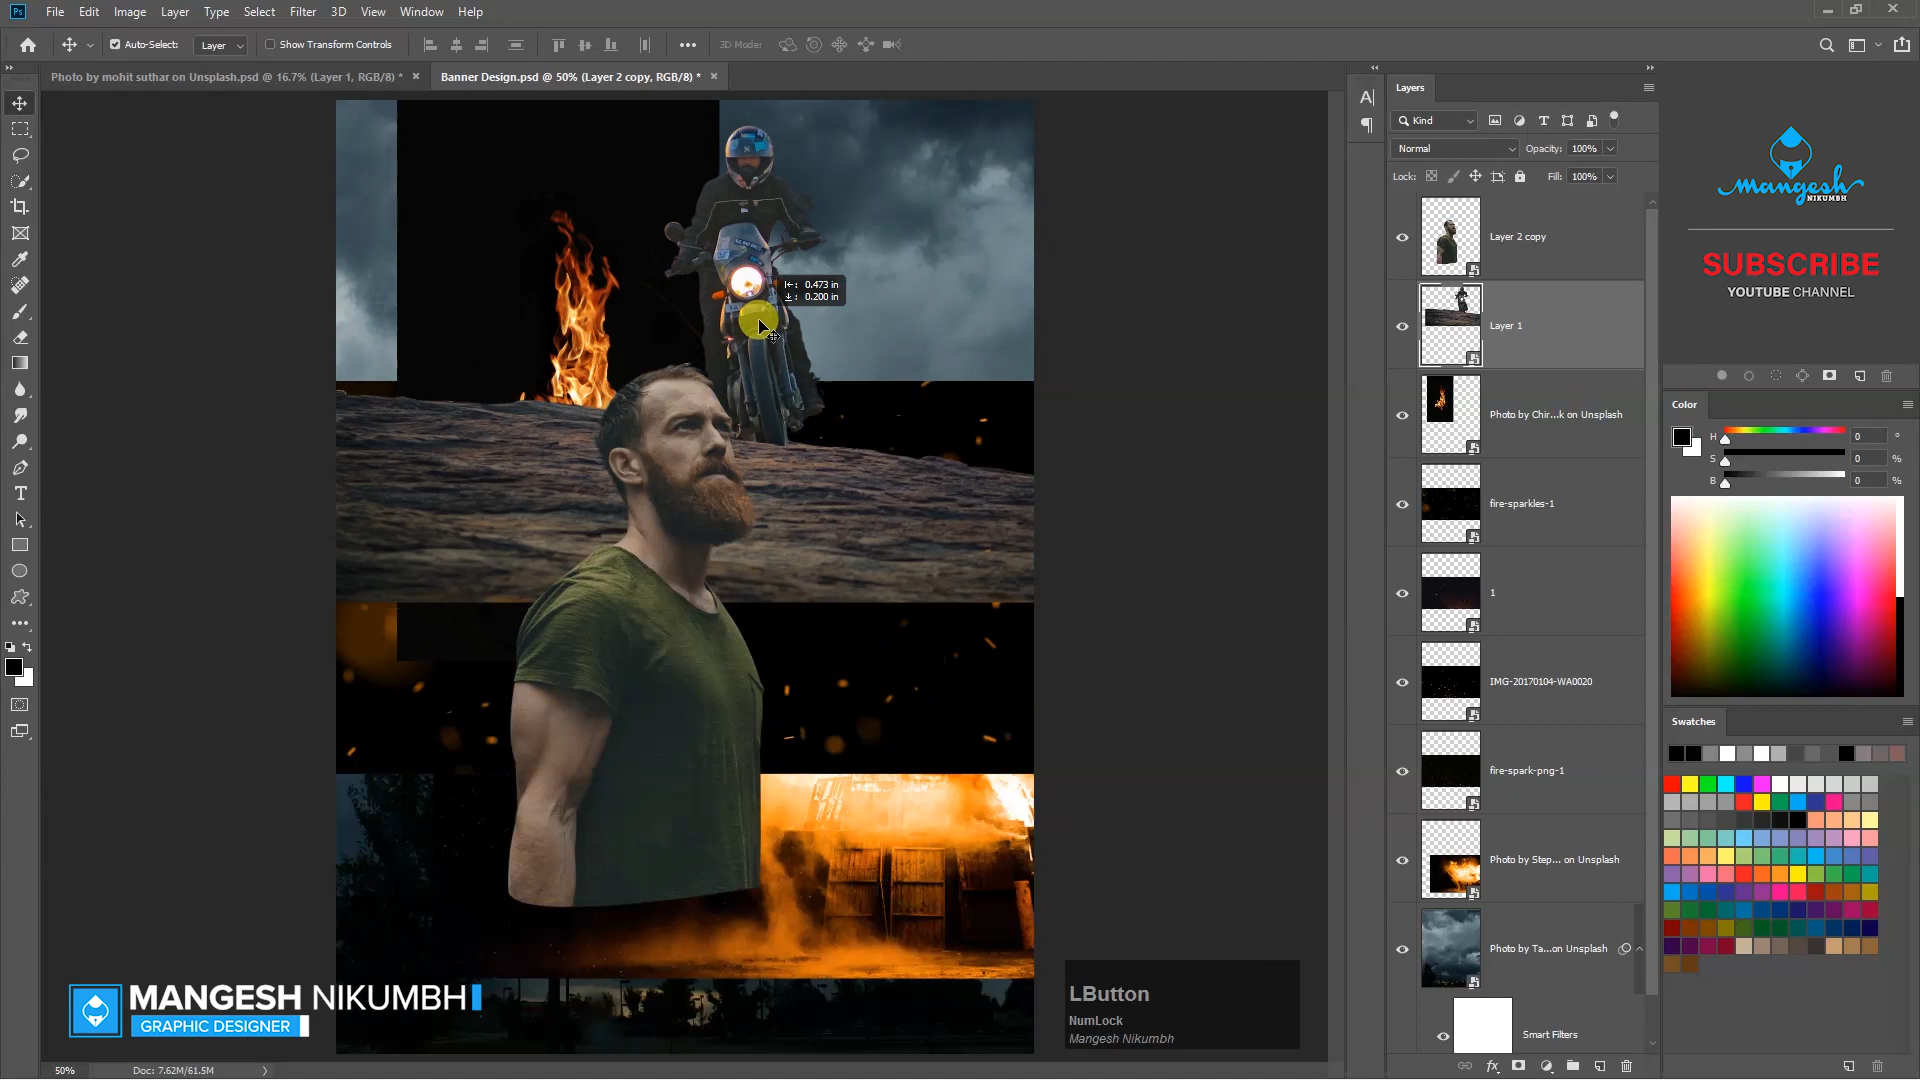 Ps File Edit Image Layer Type Select Filter 3D View Window Help
Auto-Select: Layer Show Transform Controls 3D Mode:
Photo by mohit suthar on Unsplash.psd @ 16.7% (Layer 1, RGB/8) * Banner Design.psd @ 50% (Layer 2 copy, RGB/8) *
Layers
Kind
Normal Opacity: 100%
Lock: Fill: 100%
Layer 2 copy
Layer 1
Photo by Chir...k on Unsplash
fire-sparkles-1
1
IMG-20170104-WA0020
fire-spark-png-1
Photo by Step... on Unsplash
Photo by Ta...on Unsplash
Smart Filters
0.473 in
0.200 in
Mangesh
NIKUMBH
SUBSCRIBE
YOUTUBE CHANNEL
Color
H 0 °
S 0 %
B 0 %
Swatches
MANGESH NIKUMBH
GRAPHIC DESIGNER
LButton
NumLock
Mangesh Nikumbh
50% Doc: 7.62M/61.5M